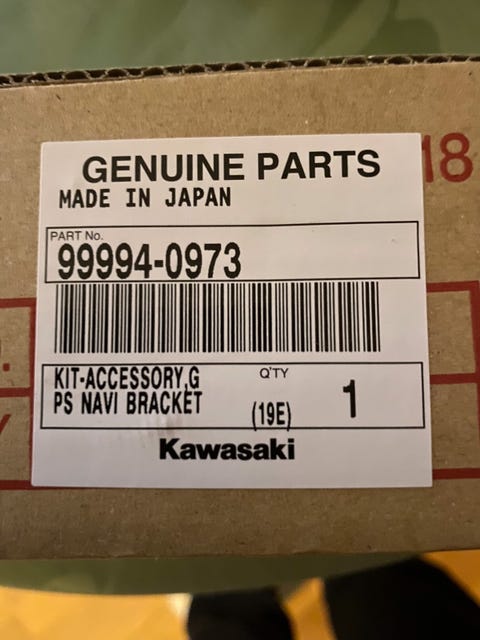 GENUINE PARTS
18
MADE IN JAPAN
PART No.
99994-0973
KIT-ACCESSORY,G
PS NAVI BRACKET
Q'TY
(19E)
1
Kawasaki